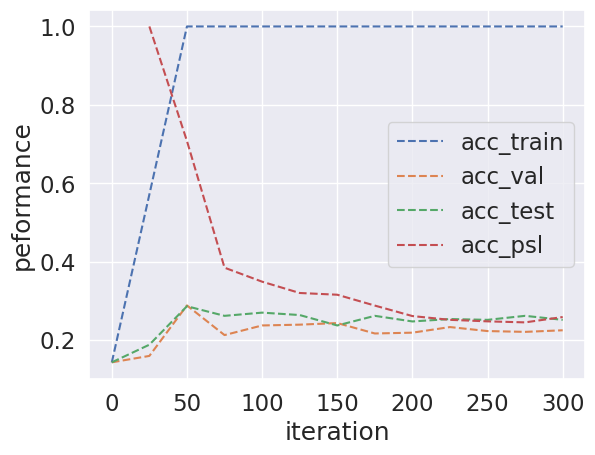 1.0
0.8
0.6
0.4
0.2
peformance
acc_train
acc_val
acc_test
acc_psl
0 50 100 150 200 250 300
iteration